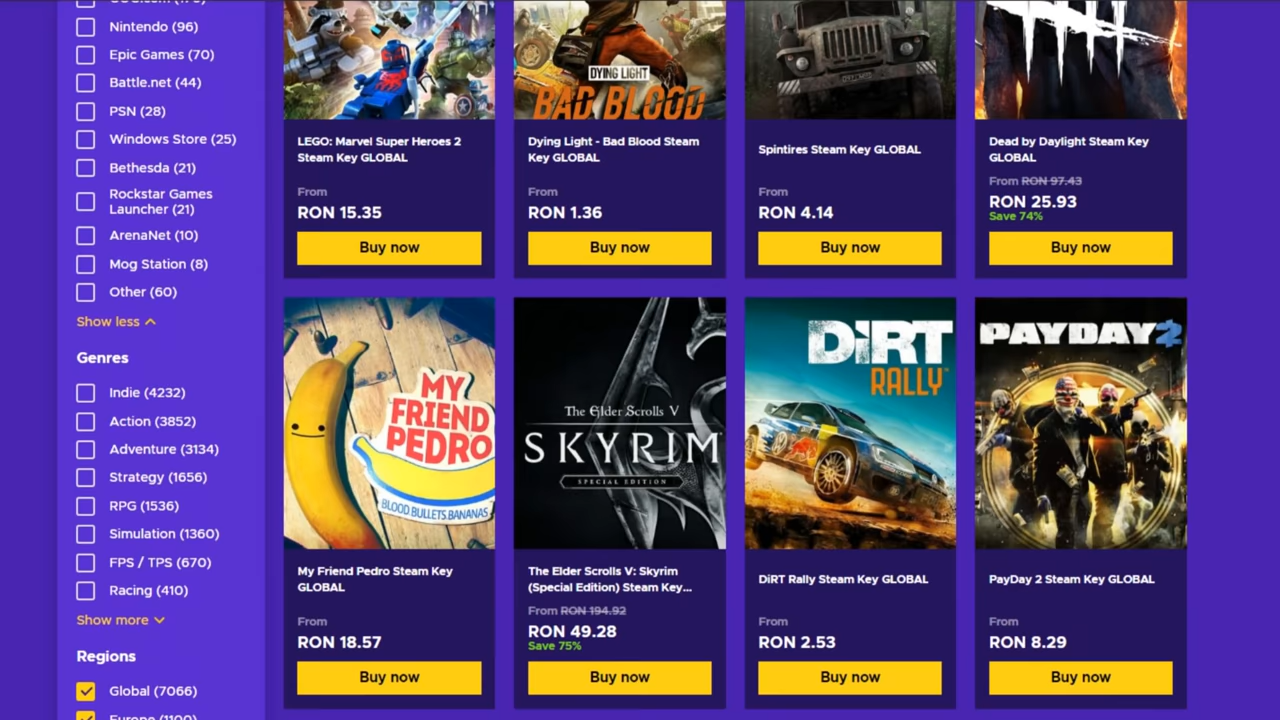 Nintendo (96)
Epic Games (70)
Battle.net (44)
PSN (28)
Windows Store (25)
Bethesda (21)
Rockstar Games
Launcher (21)
ArenaNet (10)
Mog Station (8)
Other (60)
Show less
Genres
Indie (4232)
Action (3852)
Adventure (3134)
Strategy (1656)
RPG (1536)
Simulation (1360)
FPS / TPS (670)
Racing (410)
Show more
Regions
Global (7066)
Europe (1100)
LEGO: Marvel Super Heroes 2
Steam Key GLOBAL
From
RON 15.35
Buy now
DYING LIGHT
BAD BLOOD
Dying Light - Bad Blood Steam
Key GLOBAL
From
RON 1.36
Buy now
Spintires Steam Key GLOBAL
From
RON 4.14
Buy now
Dead by Daylight Steam Key
GLOBAL
From RON 97.43
RON 25.93
Save 74%
Buy now
MY
FRIEND
PEDRO
BLOOD BULLETS BANANAS
My Friend Pedro Steam Key
GLOBAL
From
RON 18.57
Buy now
The Elder Scrolls V
SKYRIM
SPECIAL EDITION
The Elder Scrolls V: Skyrim
(Special Edition) Steam Key...
From RON 194.92
RON 49.28
Save 75%
Buy now
DiRT
RALLY
DiRT Rally Steam Key GLOBAL
From
RON 2.53
Buy now
PAYDAY 2
PayDay 2 Steam Key GLOBAL
From
RON 8.29
Buy now